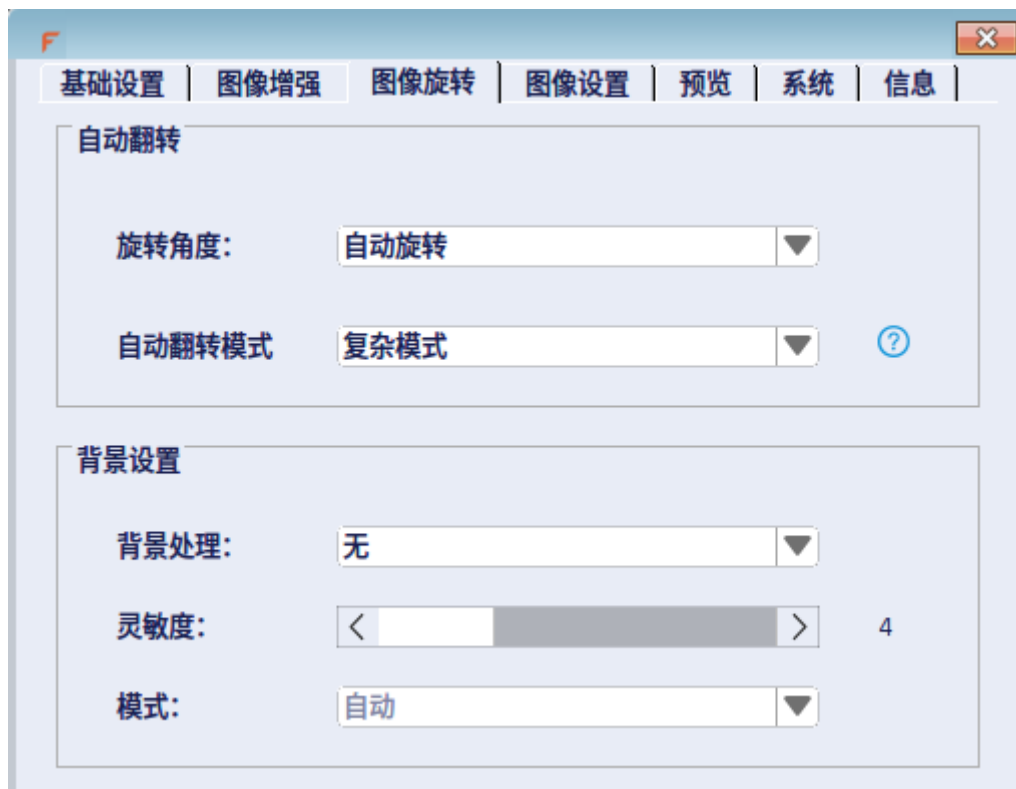 F
基础设置 图像增强 图像旋转 图像设置 预览 系统 信息
自动翻转
旋转角度： 自动旋转
自动翻转模式 复杂模式 ?
背景设置
背景处理： 无
灵敏度： 4
模式： 自动